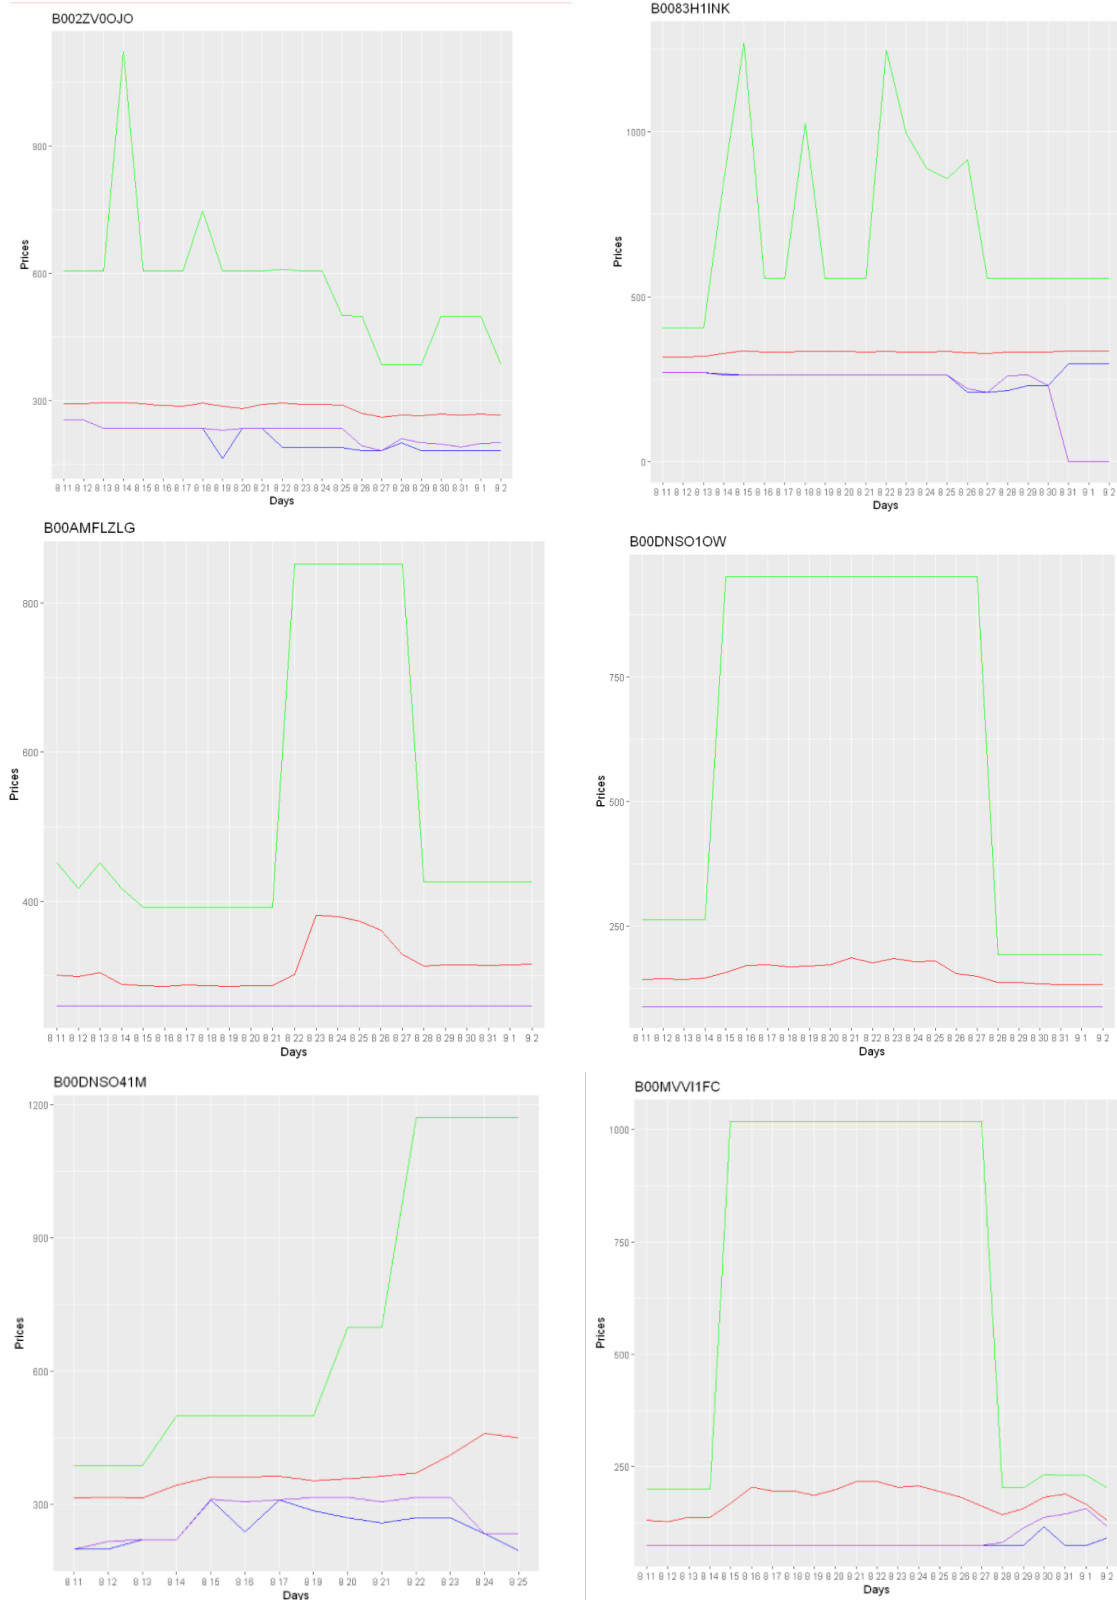 B002ZV0OJO
900
600
300
Prices
8 11 8 12 8 13 8 14 8 15 8 16 8 17 8 18 8 19 8 20 8 21 8 22 8 23 8 24 8 25 8 26 8 27 8 28 8 29 8 30 8 31 9 1 9 2
Days
B0083H1INK
1000
500
0
Prices
8 11 8 12 8 13 8 14 8 15 8 16 8 17 8 18 8 19 8 20 8 21 8 22 8 23 8 24 8 25 8 26 8 27 8 28 8 29 8 30 8 31 9 1 9 2
Days
B00AMFLZLG
800
600
400
Prices
8 11 8 12 8 13 8 14 8 15 8 16 8 17 8 18 8 19 8 20 8 21 8 22 8 23 8 24 8 25 8 26 8 27 8 28 8 29 8 30 8 31 9 1 9 2
Days
B00DNSO1OW
750
500
250
Prices
8 11 8 12 8 13 8 14 8 15 8 16 8 17 8 18 8 19 8 20 8 21 8 22 8 23 8 24 8 25 8 26 8 27 8 28 8 29 8 30 8 31 9 1 9 2
Days
B00DNSO41M
1200
900
600
300
Prices
8 11 8 12 8 13 8 14 8 15 8 16 8 17 8 19 8 20 8 21 8 22 8 23 8 24 8 25
Days
B00MVVI1FC
1000
750
500
250
Prices
8 11 8 12 8 13 8 14 8 15 8 16 8 17 8 18 8 19 8 20 8 21 8 22 8 23 8 24 8 25 8 26 8 27 8 28 8 29 8 30 8 31 9 1 9 2
Days